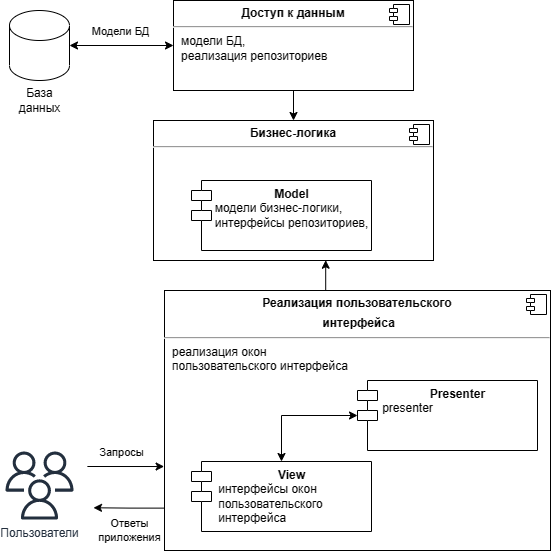 Доступ к данным
Модели БД
модели БД,
реализация репозиториев
База
данных
Бизнес-логика
Model
модели бизнес-логики,
интерфейсы репозиториев,
Реализация пользовательского
интерфейса
реализация окон
пользовательского интерфейса
Presenter
presenter
Запросы
View
интерфейсы окон
пользовательского
интерфейса
Пользователи
Ответы
приложения